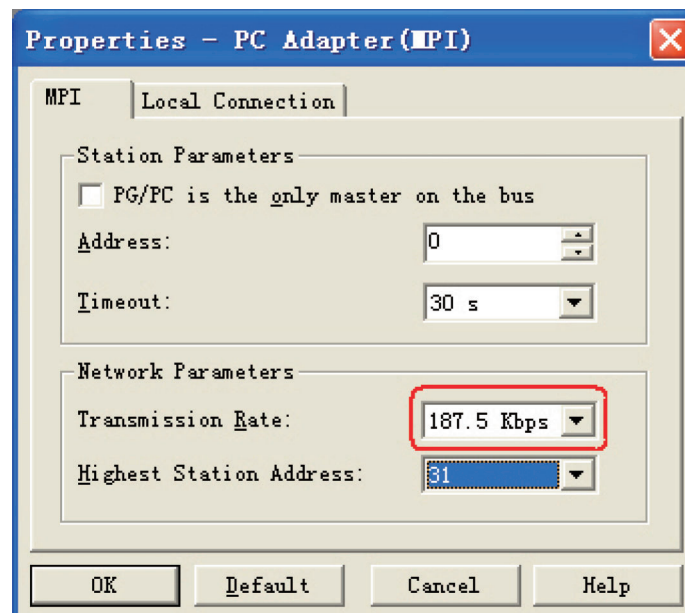 Properties - PC Adapter(MPI)
MPI
Local Connection
Station Parameters
PG/PC is the only master on the bus
Address: 0
Timeout: 30 s
Network Parameters
Transmission Rate: 187.5 Kbps
Highest Station Address: 31
OK Default Cancel Help